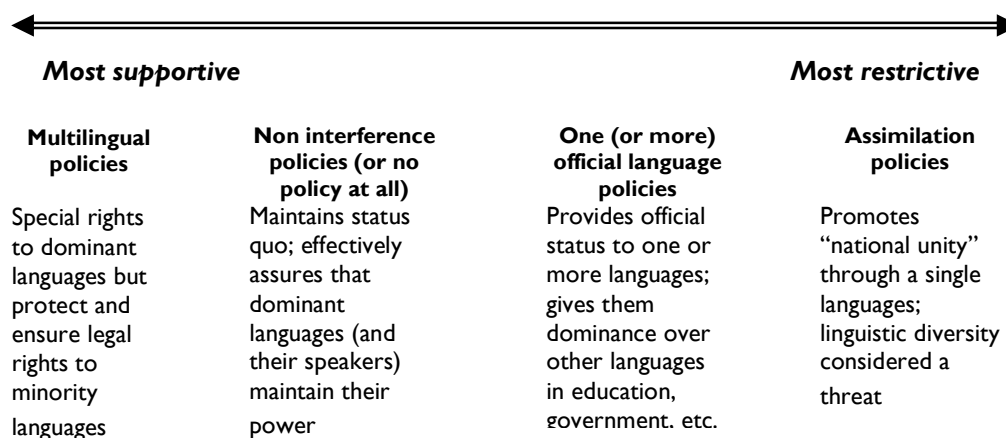 Most supportive
Most restrictive
Multilingual
policies
Special rights
to dominant
languages but
protect and
ensure legal
rights to
minority
languages
Non interference
policies (or no
policy at all)
Maintains status
quo; effectively
assures that
dominant
languages (and
their speakers)
maintain their
power
One (or more)
official language
policies
Provides official
status to one or
more languages;
gives them
dominance over
other languages
in education,
government, etc.
Assimilation
policies
Promotes
“national unity”
through a single
languages;
linguistic diversity
considered a
threat